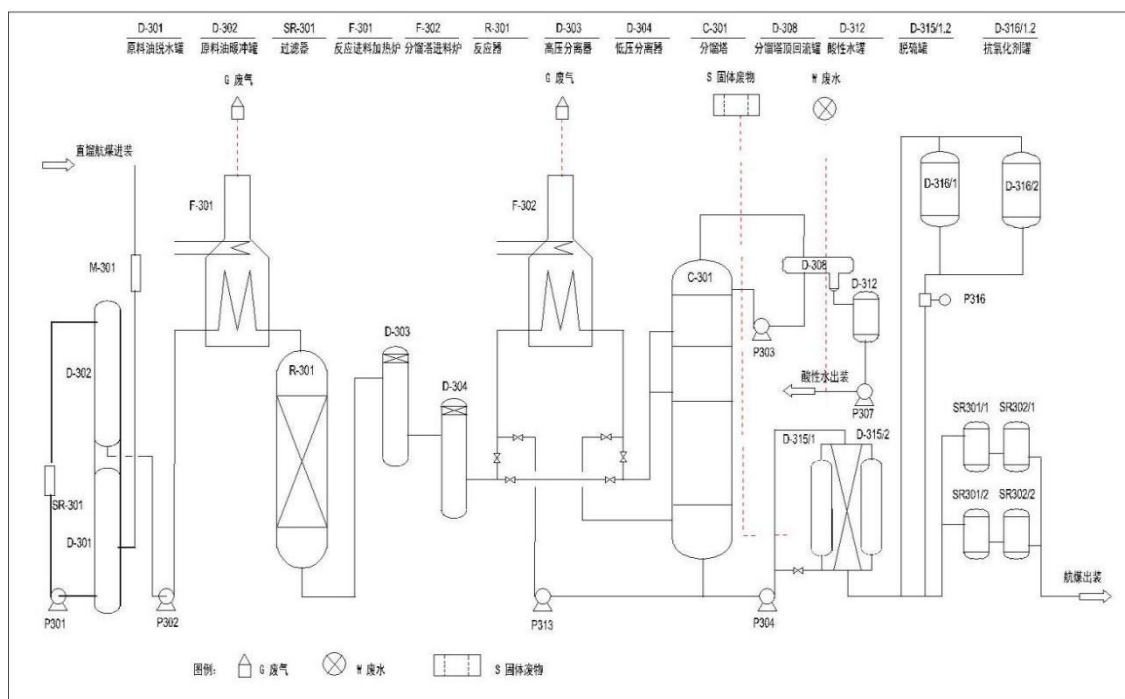 D-301 D-302 SR-301 F-301 F-302 R-301 D-303 D-304 C-301 D-308 D-312 D-315/1.2 D-316/1.2
原料油脱水罐 原料油缓冲罐 过滤器 反应进料加热炉 分馏塔进料炉 反应器 高压分离器 低压分离器 分馏塔 分馏塔顶回流罐 酸性水罐 脱硫罐 抗氧化剂罐
G 废气 G 废气 S 固体废物 W 废水
直馏航煤进装
D-316/1 D-316/2
F-301 F-302
M-301 D-308 C-301 D-312
P316
D-303 P303
D-302 R-301 D-304 酸性水出装
P307 SR301/1 SR302/1
D-315/1 D-315/2
SR-301 SR301/2 SR302/2
D-301
航煤出装
P301 P302 P313 P304
图例: G 废气 W 废水 S 固体废物